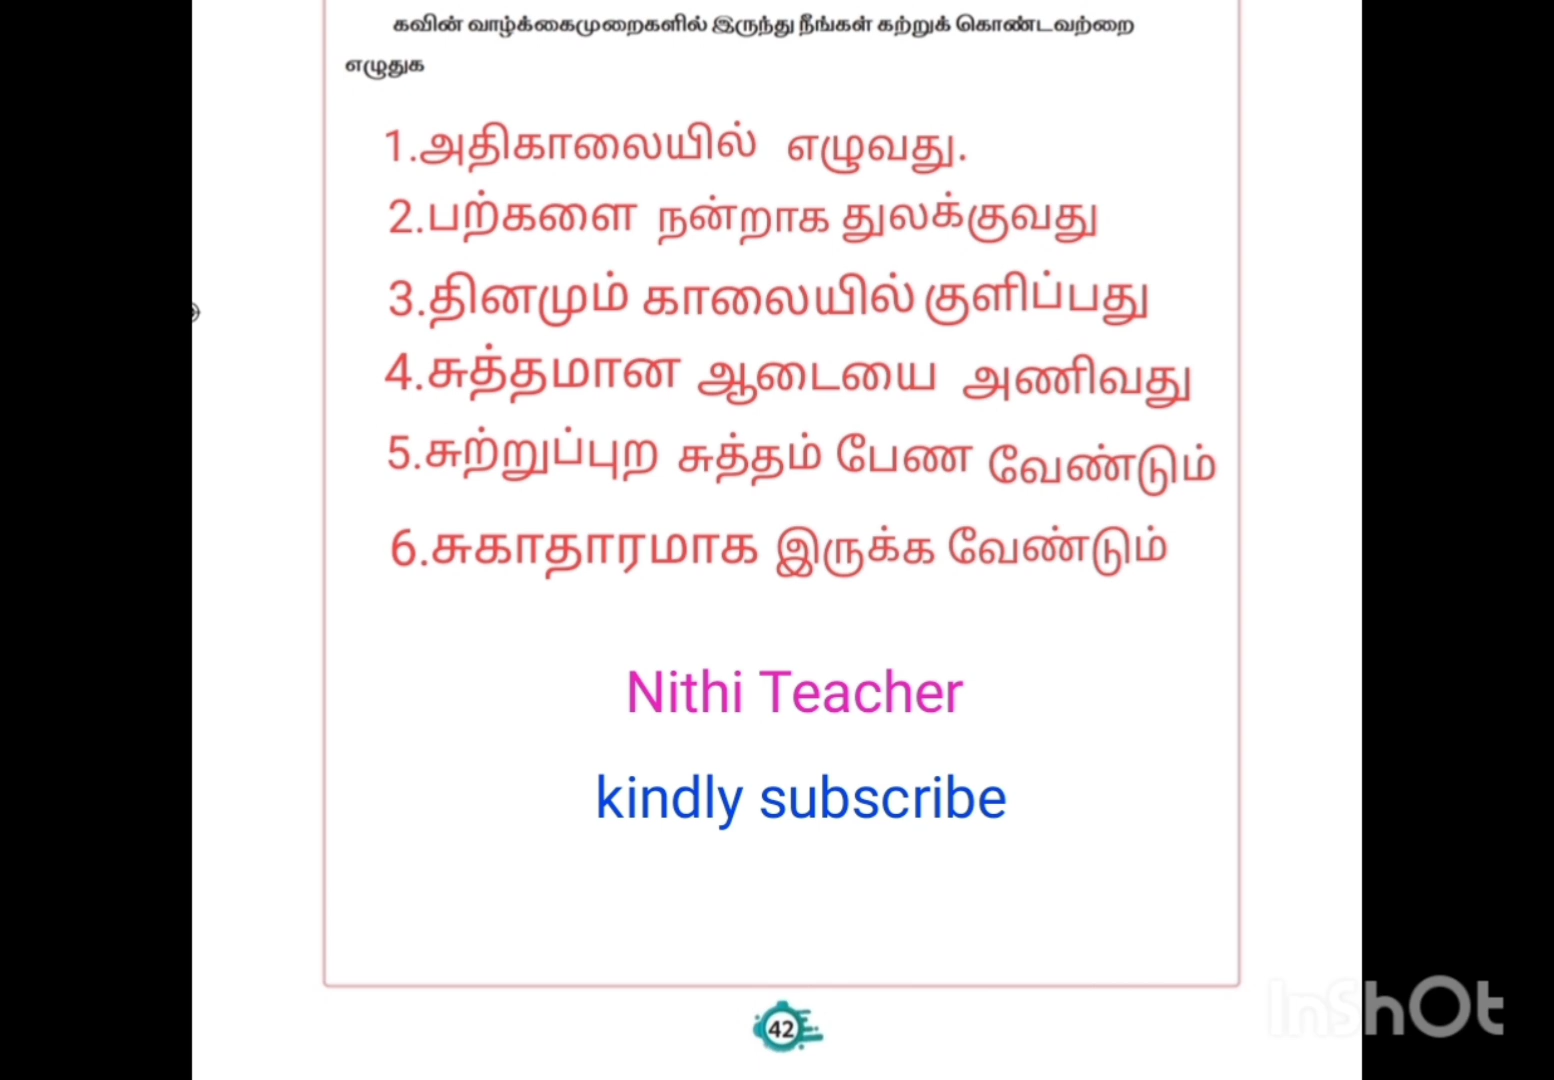 கவின் வாழ்க்கைமுறைகளில் இருந்து நீங்கள் கற்றுக் கொண்டவற்றை
எழுதுக
1.அதிகாலையில் எழுவது.
2.பற்களை நன்றாக துலக்குவது
3.தினமும் காலையில் குளிப்பது
4.சுத்தமான ஆடையை அணிவது
5.சுற்றுப்புற சுத்தம் பேண வேண்டும்
6.சுகாதாரமாக இருக்க வேண்டும்
Nithi Teacher
kindly subscribe
42
InShOt